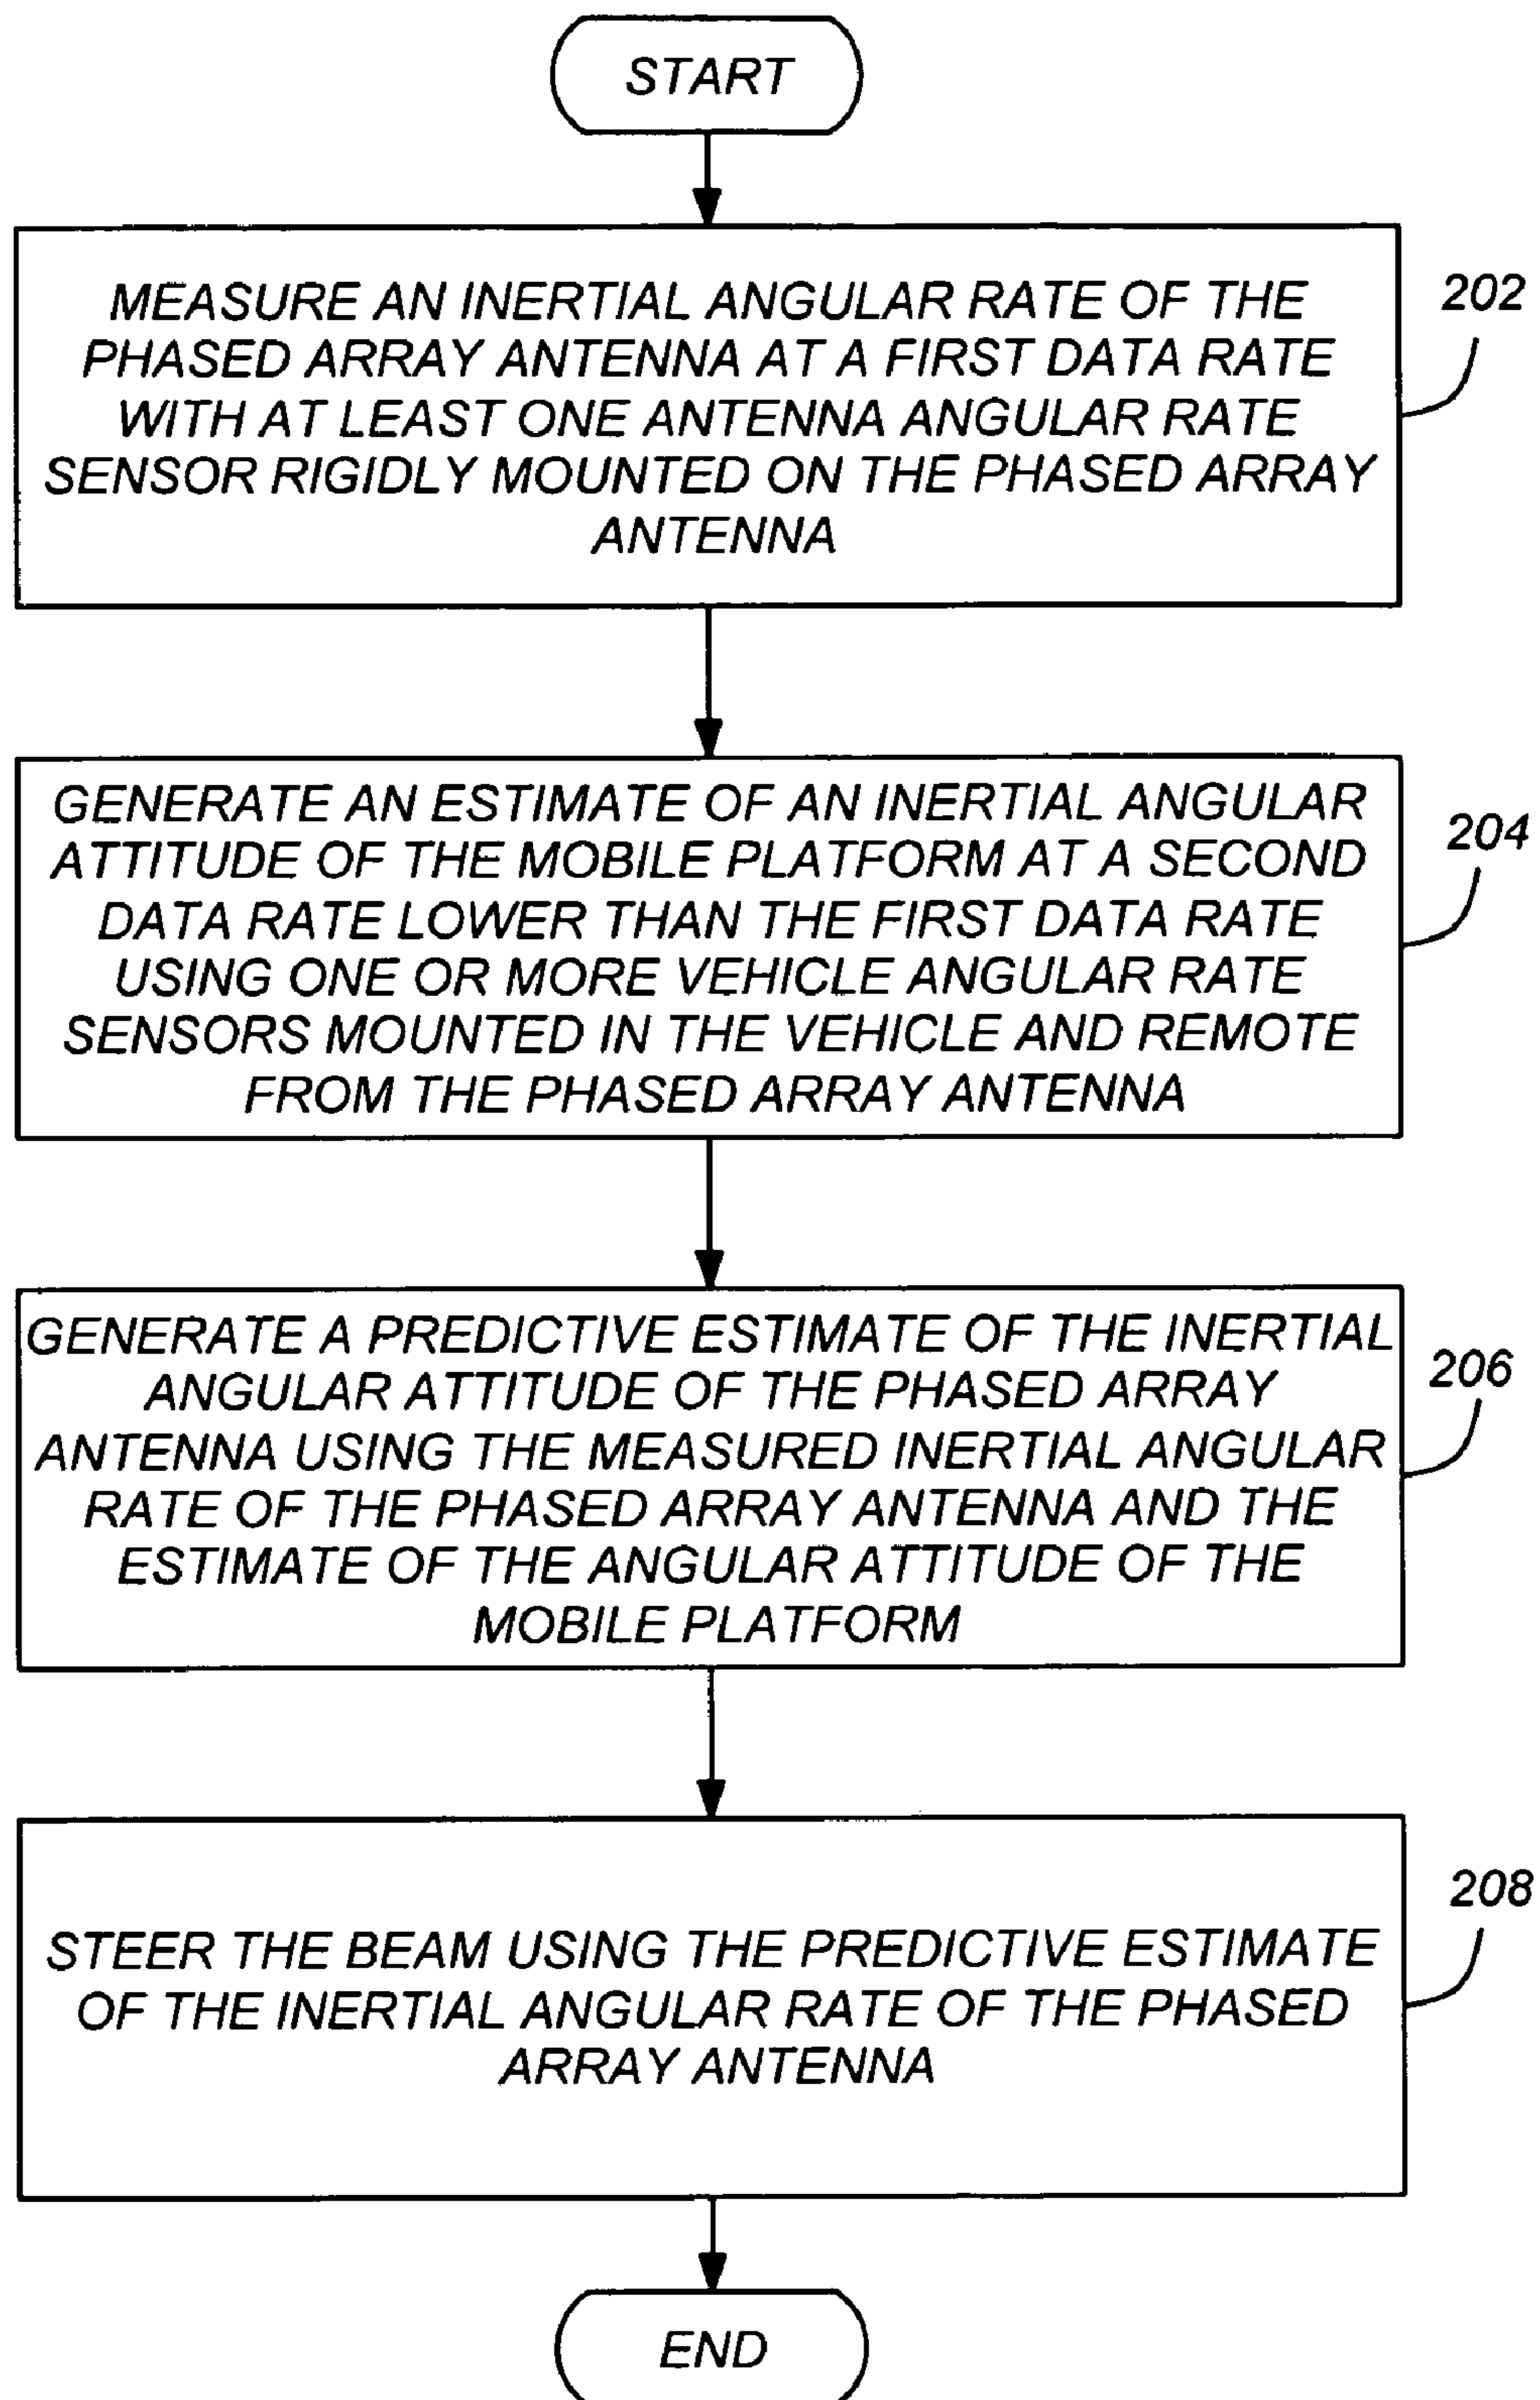 START
MEASURE AN INERTIAL ANGULAR RATE OF THE
PHASED ARRAY ANTENNA AT A FIRST DATA RATE
WITH AT LEAST ONE ANTENNA ANGULAR RATE
SENSOR RIGIDLY MOUNTED ON THE PHASED ARRAY
ANTENNA
202
GENERATE AN ESTIMATE OF AN INERTIAL ANGULAR
ATTITUDE OF THE MOBILE PLATFORM AT A SECOND
DATA RATE LOWER THAN THE FIRST DATA RATE
USING ONE OR MORE VEHICLE ANGULAR RATE
SENSORS MOUNTED IN THE VEHICLE AND REMOTE
FROM THE PHASED ARRAY ANTENNA
204
GENERATE A PREDICTIVE ESTIMATE OF THE INERTIAL
ANGULAR ATTITUDE OF THE PHASED ARRAY
ANTENNA USING THE MEASURED INERTIAL ANGULAR
RATE OF THE PHASED ARRAY ANTENNA AND THE
ESTIMATE OF THE ANGULAR ATTITUDE OF THE
MOBILE PLATFORM
206
STEER THE BEAM USING THE PREDICTIVE ESTIMATE
OF THE INERTIAL ANGULAR RATE OF THE PHASED
ARRAY ANTENNA
208
END